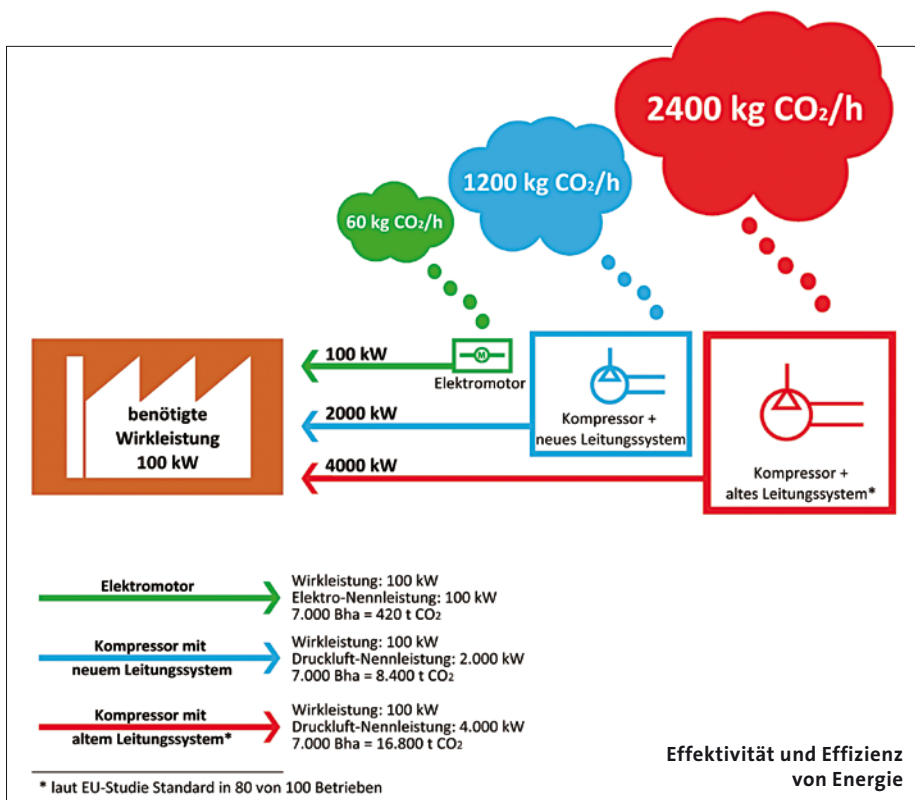 2400 kg CO₂/h
1200 kg CO₂/h
60 kg CO₂/h
benötigte
Wirkleistung
100 kW
100 kW
2000 kW
4000 kW
M
Elektromotor
Kompressor +
neues Leitungssystem
Kompressor +
altes Leitungssystem*
Elektromotor
Wirkleistung: 100 kW
Elektro-Nennleistung: 100 kW
7.000 Bha = 420 t CO₂
Kompressor mit
neuem Leitungssystem
Wirkleistung: 100 kW
Druckluft-Nennleistung: 2.000 kW
7.000 Bha = 8.400 t CO₂
Kompressor mit
altem Leitungssystem*
Wirkleistung: 100 kW
Druckluft-Nennleistung: 4.000 kW
7.000 Bha = 16.800 t CO₂
* laut EU-Studie Standard in 80 von 100 Betrieben
Effektivität und Effizienz
von Energie